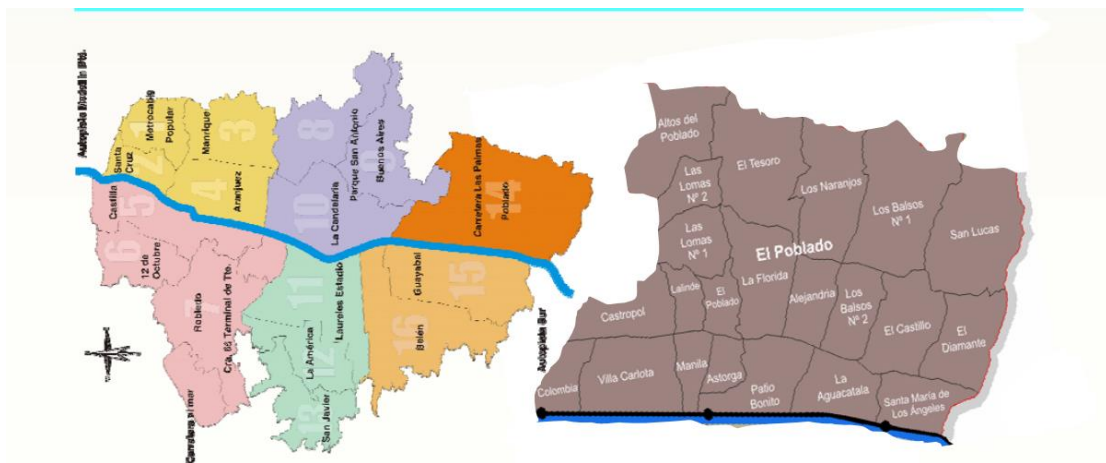 Autopista Medellín Btá.
Santa
Cruz
2
Metrocable
1
Popular
Manrique
3
4
Aranjuez
8
Parque San Antonio
9
Buenos Aires
10
La Candelaria
Carretera Las Palmas
Poblado
14
Castilla
5
6
12 de
Octubre
7
Robledo
Cra. 65 Terminal de Tte.
Carretera al mar
11
Laureles Estadio
La América
12
13
San Javier
Guayabal
15
16
Belén
Autopista Sur
Altos del
Poblado
El Tesoro
Las
Lomas
Nº 2
Los Naranjos
Los Balsos
Nº 1
San Lucas
Las
Lomas
Nº 1
El Poblado
La Florida
Lalinde
El
Poblado
Alejandria
Los
Balsos
Nº 2
Castropol
El Castillo
El
Diamante
Colombia
Villa Carlota
Manila
Astorga
Patio
Bonito
La
Aguacatala
Santa María de
Los Ángeles